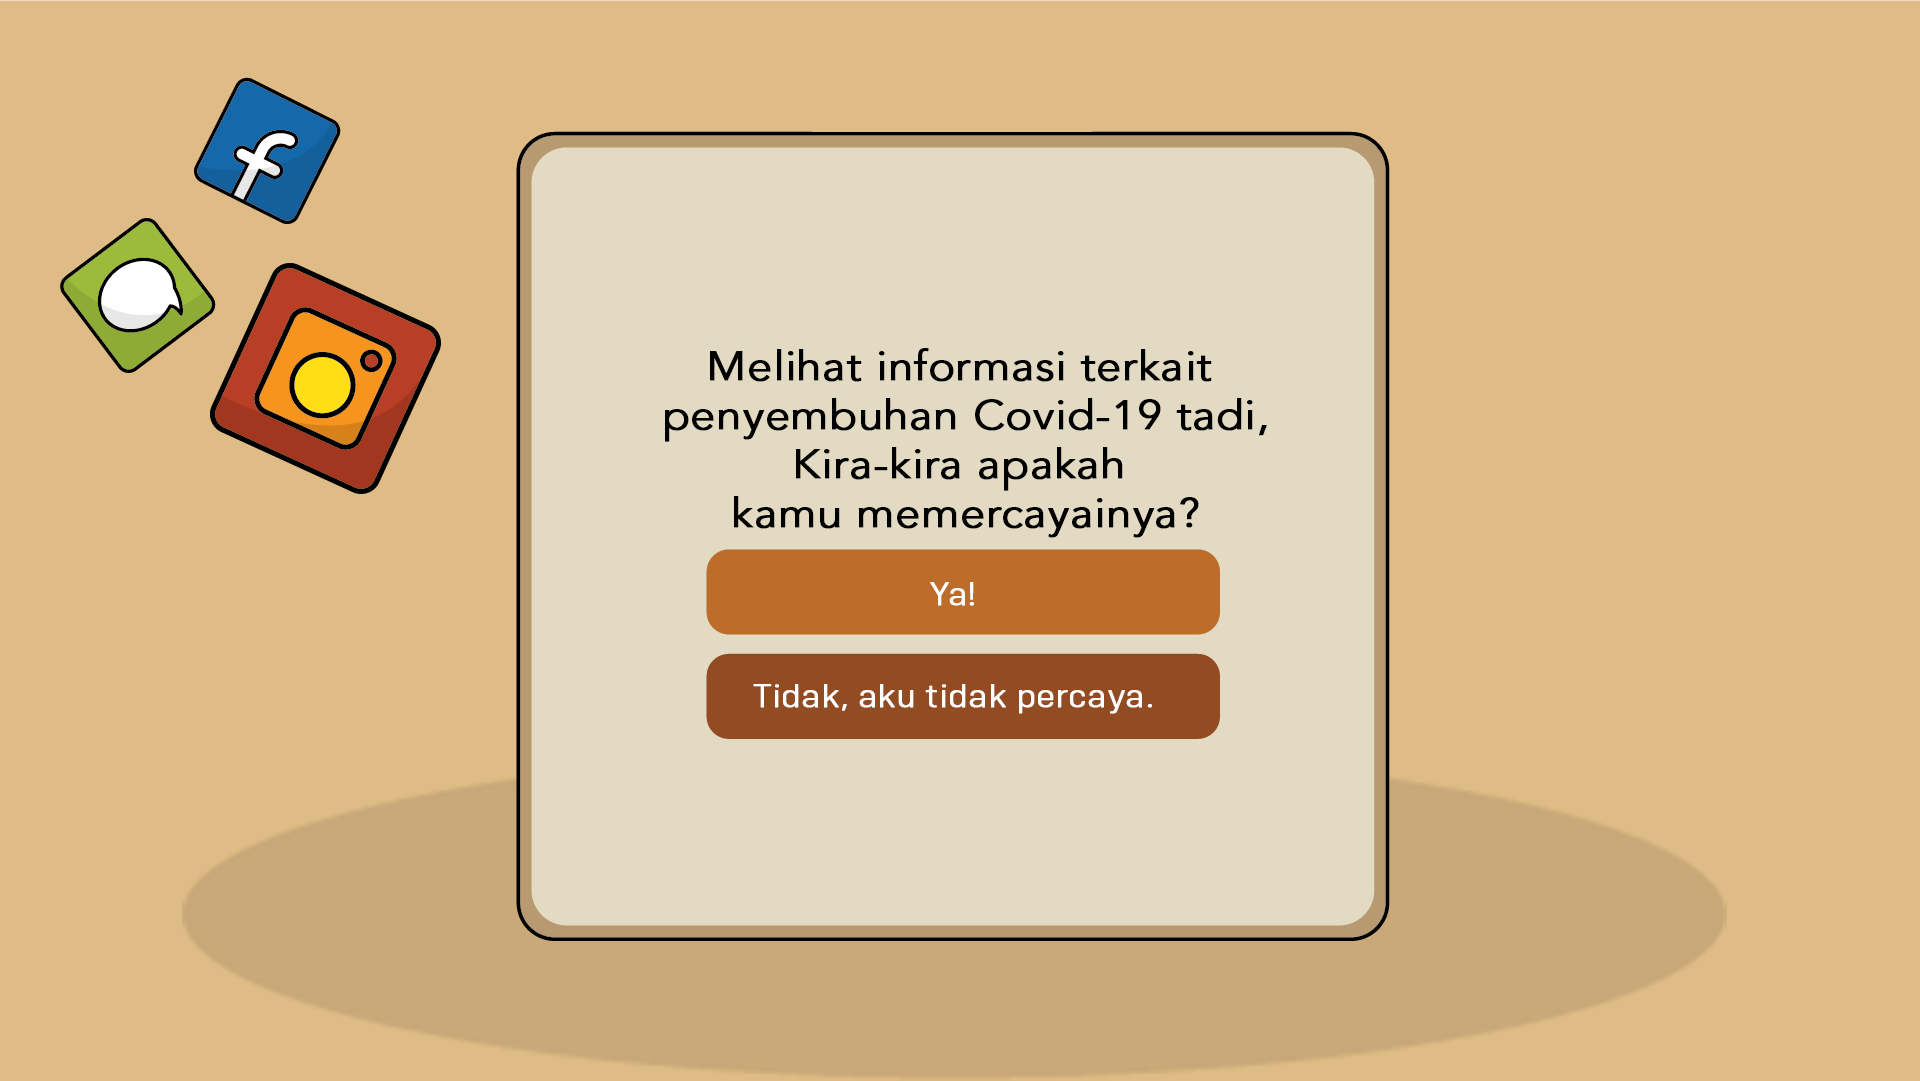 Melihat informasi terkait
penyembuhan Covid-19 tadi,
Kira-kira apakah
kamu memercayainya?
Ya!
Tidak, aku tidak percaya.